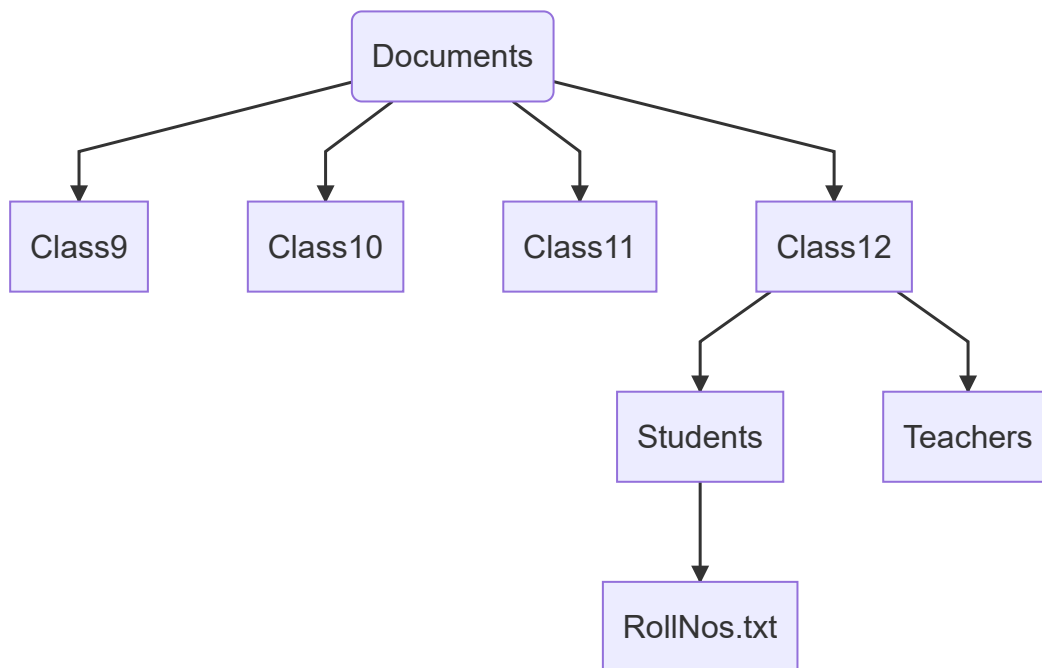 Documents
Class9
Class10
Class11
Class12
Students
Teachers
RollNos.txt